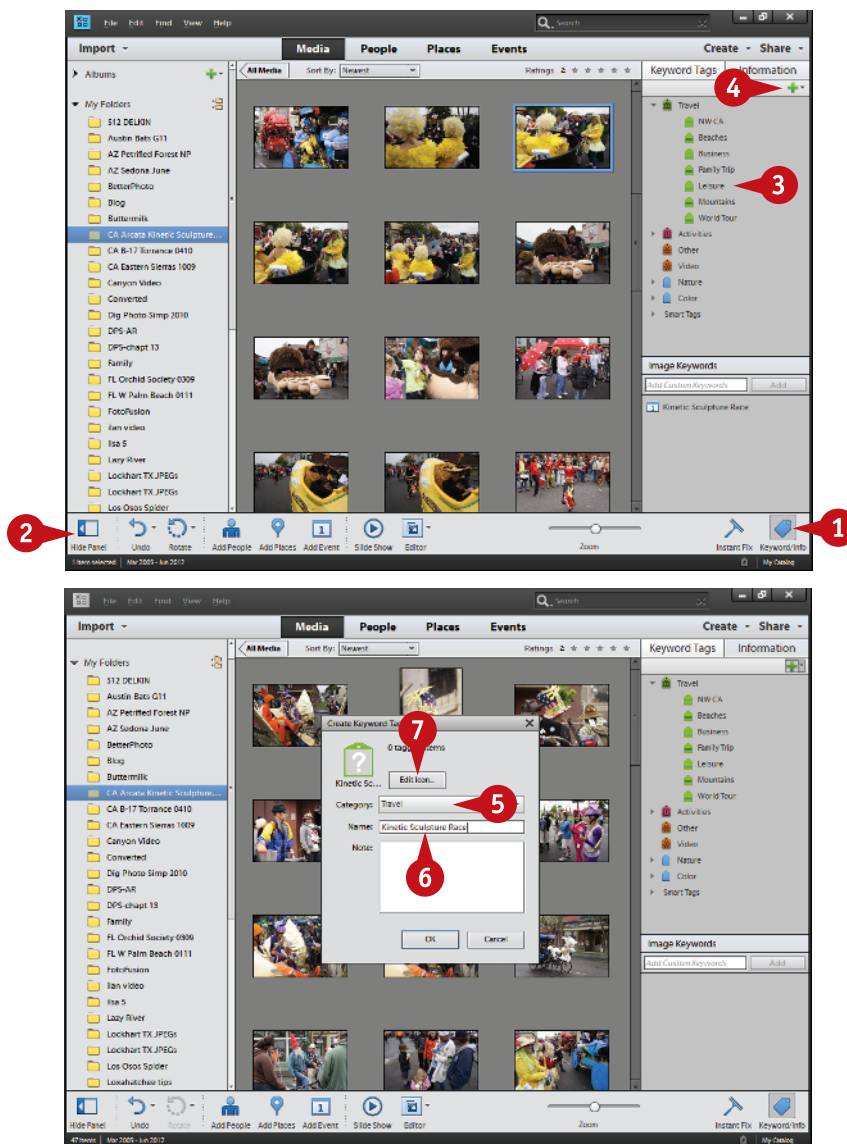 File Edit Find View Help
Search
Import
Media People Places Events
Create - Share -
Albums
All Media Sort By: Newest
Ratings
Keyword Tags Information
4
My Folders
512 DELKIN
Austin Bats G11
AZ Petrified Forest NP
AZ Sedona June
BetterPhoto
Blog
Buttermilk
CA Arcata Kinetic Sculpture...
CA B-17 Torrance 0410
CA Eastern Sierras 1009
Canyon Video
Converted
Dig Photo Simp 2010
DPS-AR
DPS-chapt 13
Family
FL Orchid Society 0309
FL W Palm Beach 0111
FotoFusion
ilan video
lisa 5
Lazy River
Lockhart TX JPEGs
Lockhart TX JPEGs
Los Osos Spider
Travel
NW CA
Beaches
Business
Family Trip
Leisure
3
Mountains
World Tour
Activities
Other
Video
Nature
Color
Smart Tags
Image Keywords
Add Custom Keywords Add
1 Kinetic Sculpture Race
2
1
Hide Panel Undo Rotate Add People Add Places Add Event Slide Show Editor Zoom Instant Fix Keyword/Info
1 item selected Mar 2005 - Jun 2012 My Catalog
File Edit Find View Help
Search
Import
Media People Places Events
Create - Share -
All Media Sort By: Newest
Ratings
Keyword Tags Information
My Folders
512 DELKIN
Austin Bats G11
AZ Petrified Forest NP
AZ Sedona June
BetterPhoto
Blog
Buttermilk
CA Arcata Kinetic Sculpture...
CA B-17 Torrance 0410
CA Eastern Sierras 1009
Canyon Video
Converted
Dig Photo Simp 2010
DPS-AR
DPS-chapt 13
Family
FL Orchid Society 0309
FL W Palm Beach 0111
FotoFusion
ilan video
lisa 5
Lazy River
Lockhart TX JPEGs
Lockhart TX JPEGs
Los Osos Spider
Loxahatchee tips
Create Keyword
7
0 items
?
Kinetic Sc... Edit Icon...
Category: Travel
5
Name: Kinetic Sculpture Race
6
Note:
OK Cancel
Travel
NW CA
Beaches
Business
Family Trip
Leisure
Mountains
World Tour
Activities
Other
Video
Nature
Color
Smart Tags
Image Keywords
Add Custom Keywords Add
Hide Panel Undo Rotate Add People Add Places Add Event Slide Show Editor Zoom Instant Fix Keyword/Info
47 Items Mar 2005 - Jun 2012 My Catalog